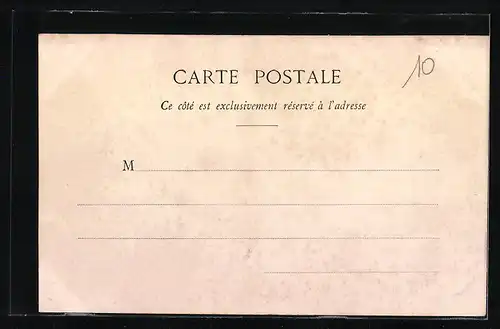 CARTE POSTALE
10
Ce côté est exclusivement réservé à l'adresse
M